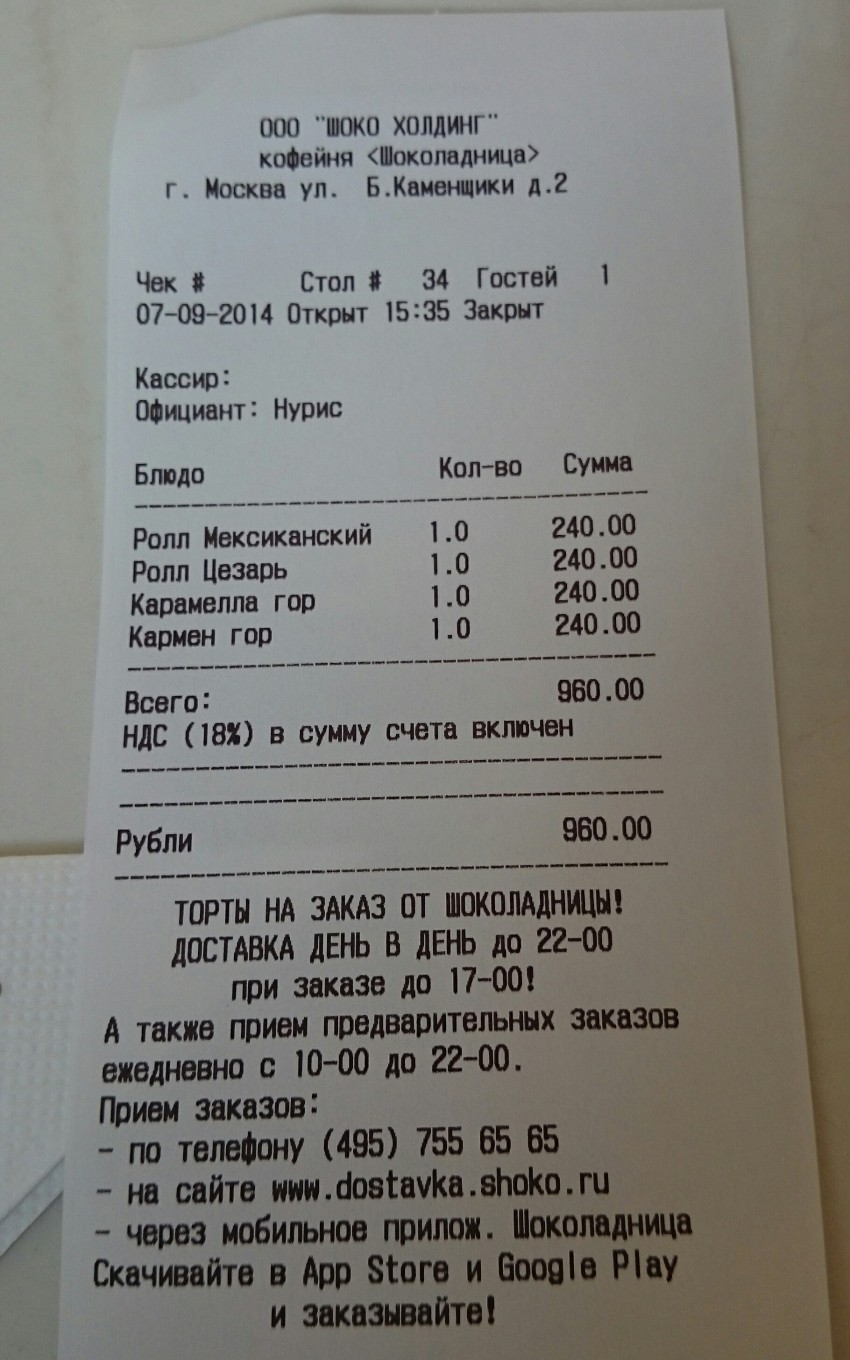 ООО "ШОКО ХОЛДИНГ"
кофейня <Шоколадница>
г. Москва ул. Б.Каменщики д.2
Чек # Стол # 34 Гостей 1
07-09-2014 Открыт 15:35 Закрыт
Кассир:
Официант: Нурис
Блюдо Кол-во Сумма
Ролл Мексиканский 1.0 240.00
Ролл Цезарь 1.0 240.00
Карамелла гор 1.0 240.00
Кармен гор 1.0 240.00
Всего: 960.00
НДС (18%) в сумму счета включен
Рубли 960.00
ТОРТЫ НА ЗАКАЗ ОТ ШОКОЛАДНИЦЫ!
ДОСТАВКА ДЕНЬ В ДЕНЬ до 22-00
при заказе до 17-00!
А также прием предварительных заказов
ежедневно с 10-00 до 22-00.
Прием заказов:
- по телефону (495) 755 65 65
- на сайте www.dostavka.shoko.ru
- через мобильное прилож. Шоколадница
Скачивайте в App Store и Google Play
и заказывайте!